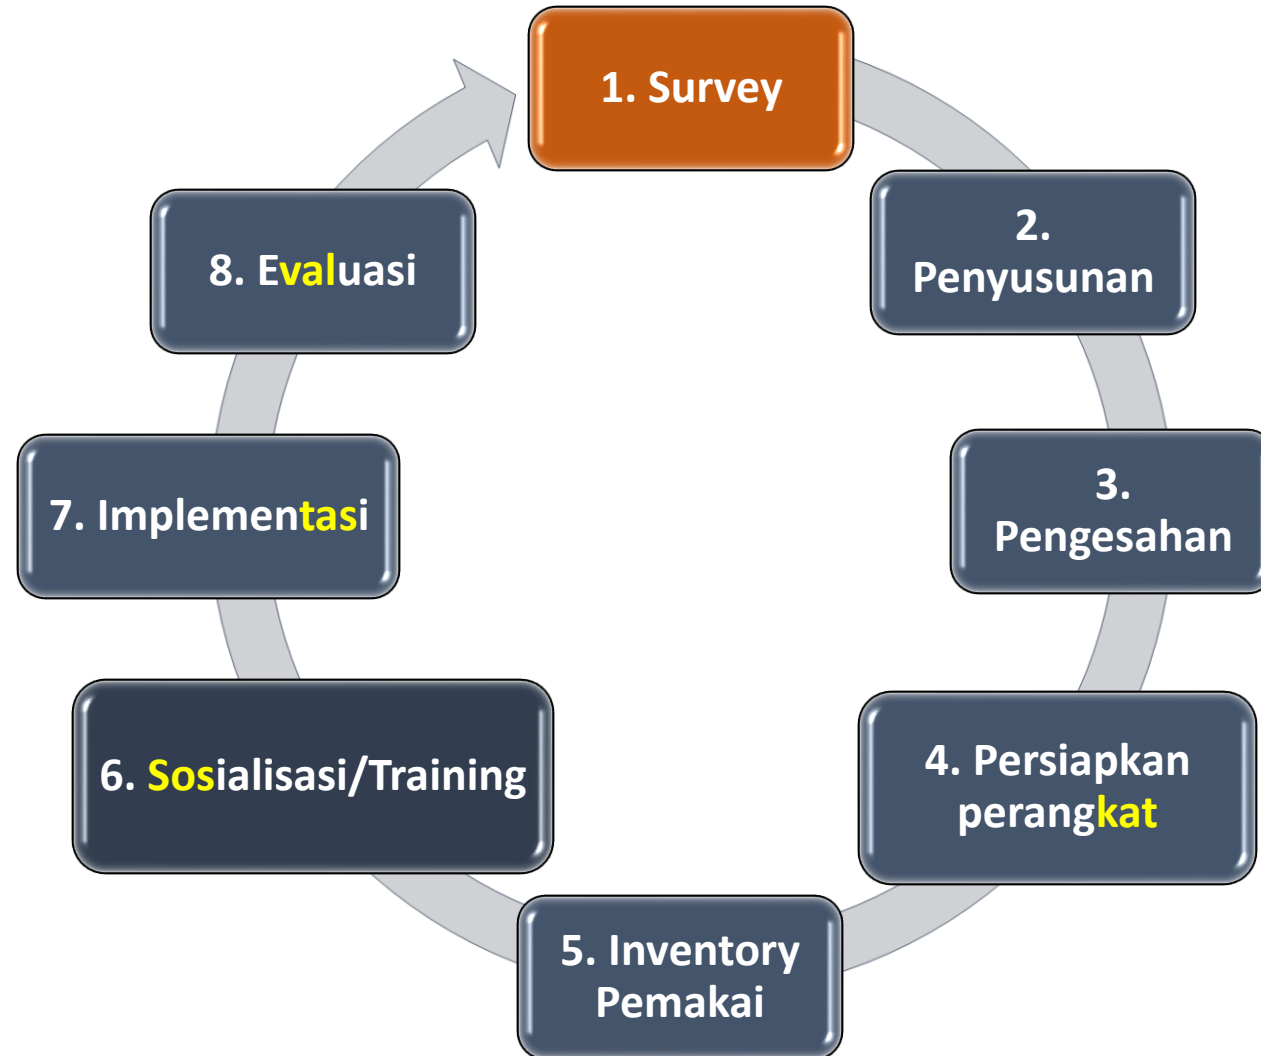 1. Survey
2.
Penyusunan
3.
Pengesahan
4. Persiapkan
perangkat
5. Inventory
Pemakai
6. Sosialisasi/Training
7. Implementasi
8. Evaluasi